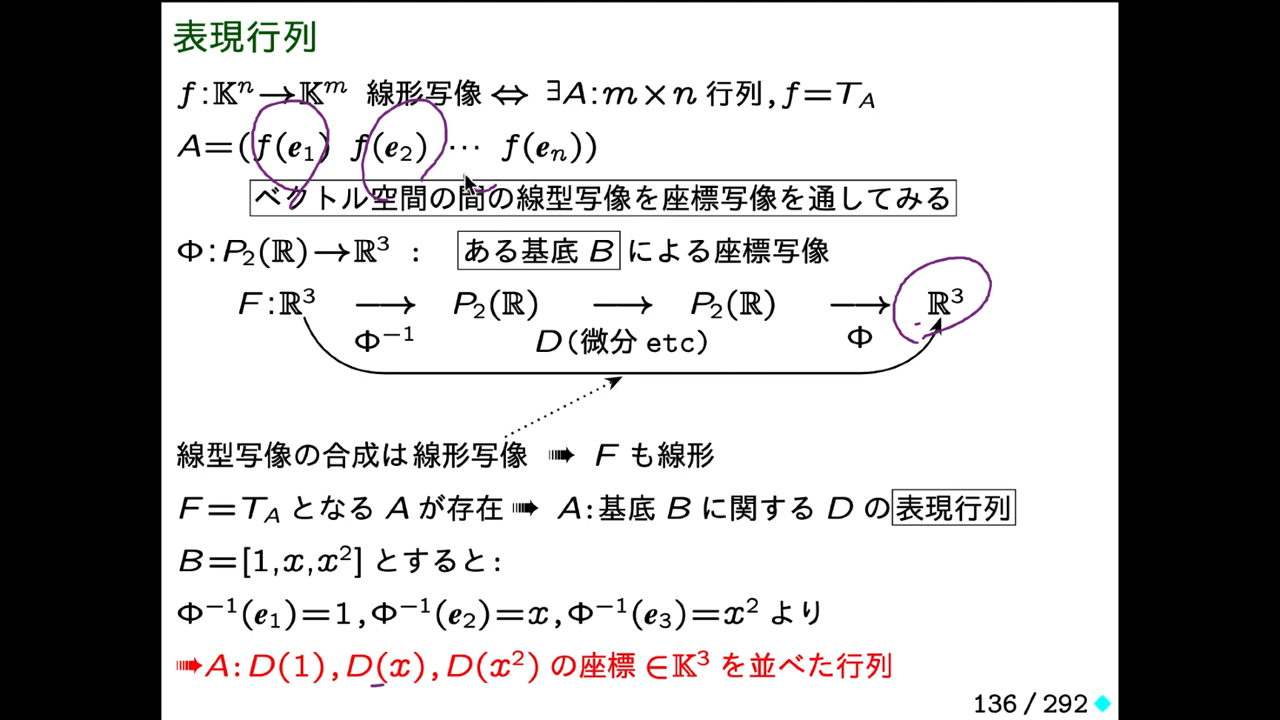 表現行列
f:𝕂ⁿ→𝕂ᵐ 線形写像⇔ ∃A:m×n 行列,f=T_A
A=(f(e₁) f(e₂) ⋯ f(eₙ))
ベクトル空間の間の線型写像を座標写像を通してみる
Φ:P₂(ℝ)→ℝ³ : ある基底 B による座標写像
F:ℝ³ ⟶ P₂(ℝ) ⟶ P₂(ℝ) ⟶ ℝ³
Φ⁻¹ D(微分 etc) Φ
線型写像の合成は線形写像 ➠ F も線形
F=T_A となる A が存在 ➠ A:基底 B に関する D の表現行列
B=[1,x,x²] とすると:
Φ⁻¹(e₁)=1,Φ⁻¹(e₂)=x,Φ⁻¹(e₃)=x² より
➠A:D(1),D(x),D(x²) の座標 ∈𝕂³ を並べた行列
136 / 292